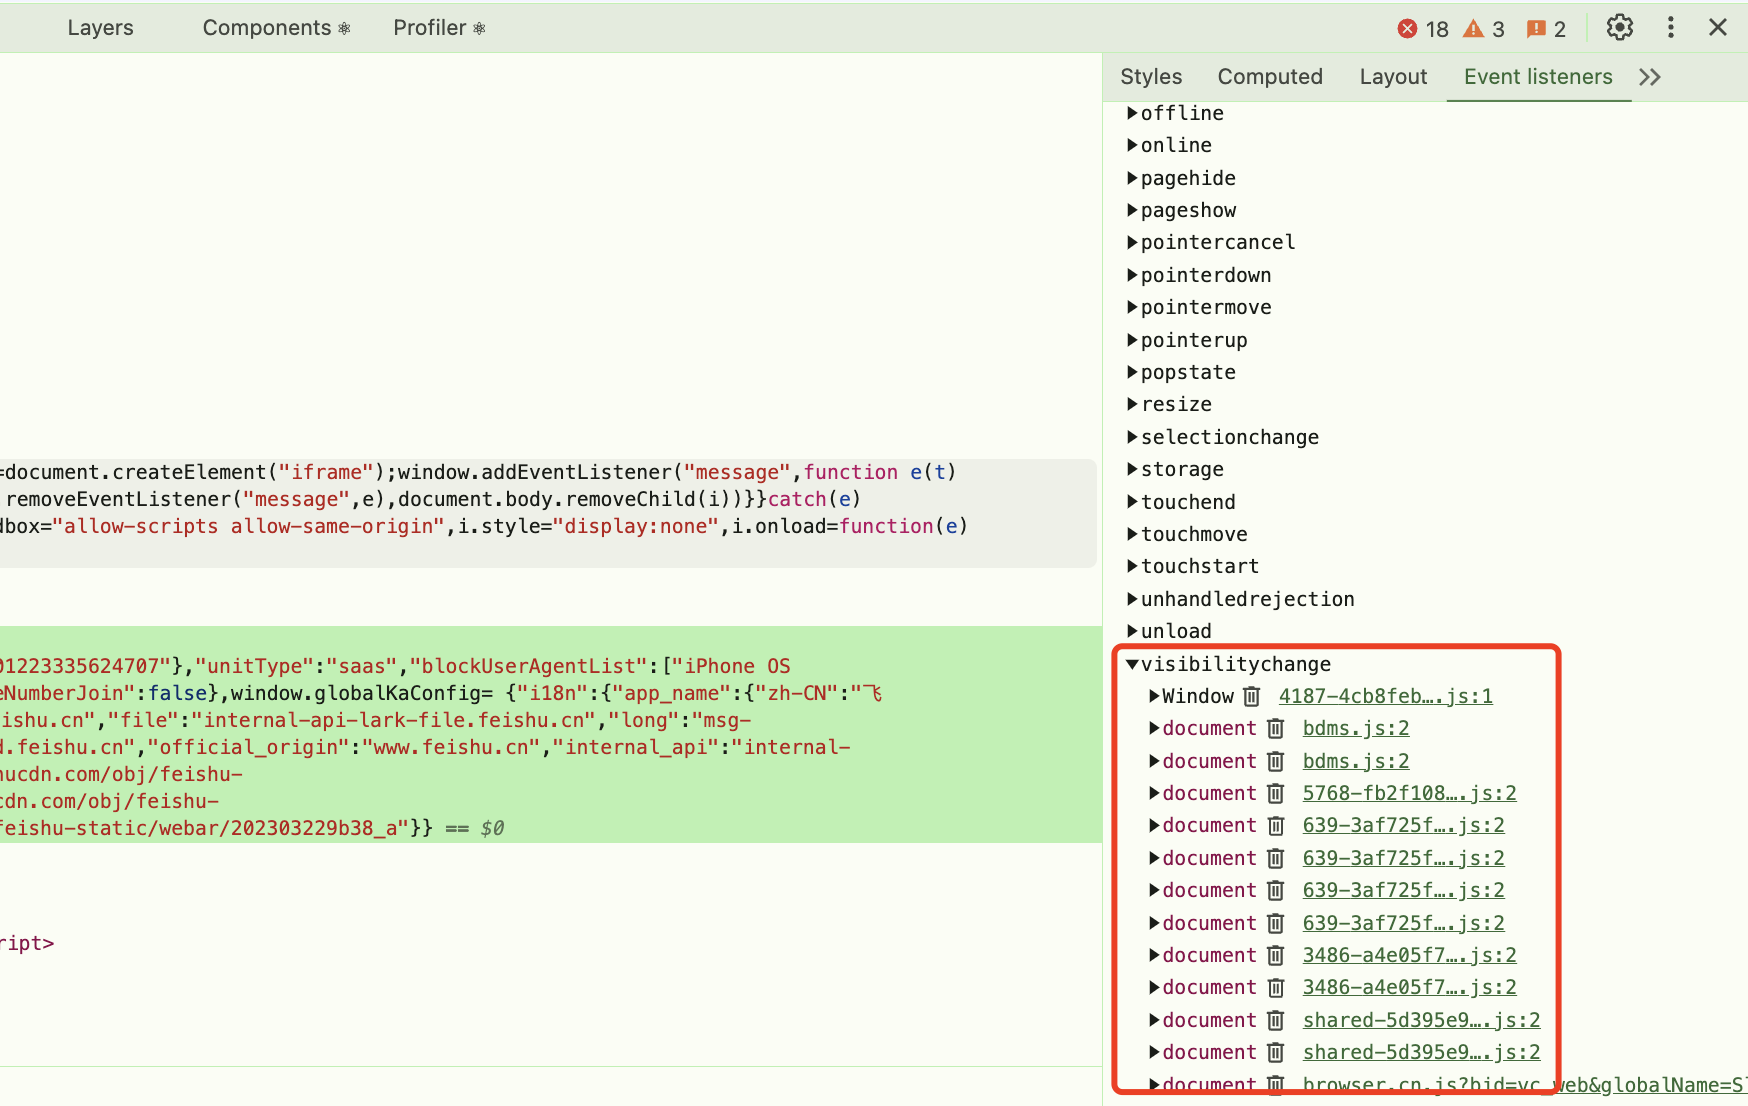 Layers Components ⚛ Profiler ⚛ 18 3 2
Styles Computed Layout Event listeners
offline
online
pagehide
pageshow
pointercancel
pointerdown
pointermove
pointerup
popstate
resize
selectionchange
storage
touchend
touchmove
touchstart
unhandledrejection
unload
visibilitychange
Window 4187-4cb8feb….js:1
document bdms.js:2
document bdms.js:2
document 5768-fb2f108….js:2
document 639-3af725f….js:2
document 639-3af725f….js:2
document 639-3af725f….js:2
document 639-3af725f….js:2
document 3486-a4e05f7….js:2
document 3486-a4e05f7….js:2
document shared-5d395e9….js:2
document shared-5d395e9….js:2
document browser.cn.js?bid=vc_web&globalName=Sl
=document.createElement("iframe");window.addEventListener("message",function e(t)
removeEventListener("message",e),document.body.removeChild(i))}}catch(e)
dbox="allow-scripts allow-same-origin",i.style="display:none",i.onload=function(e)
01223335624707"},"unitType":"saas","blockUserAgentList":["iPhone OS
eNumberJoin":false},window.globalKaConfig= {"i18n":{"app_name":{"zh-CN":"飞
eishu.cn","file":"internal-api-lark-file.feishu.cn","long":"msg-
d.feishu.cn","official_origin":"www.feishu.cn","internal_api":"internal-
hucdn.com/obj/feishu-
cdn.com/obj/feishu-
feishu-static/webar/202303229b38_a"}} == $0
ript>